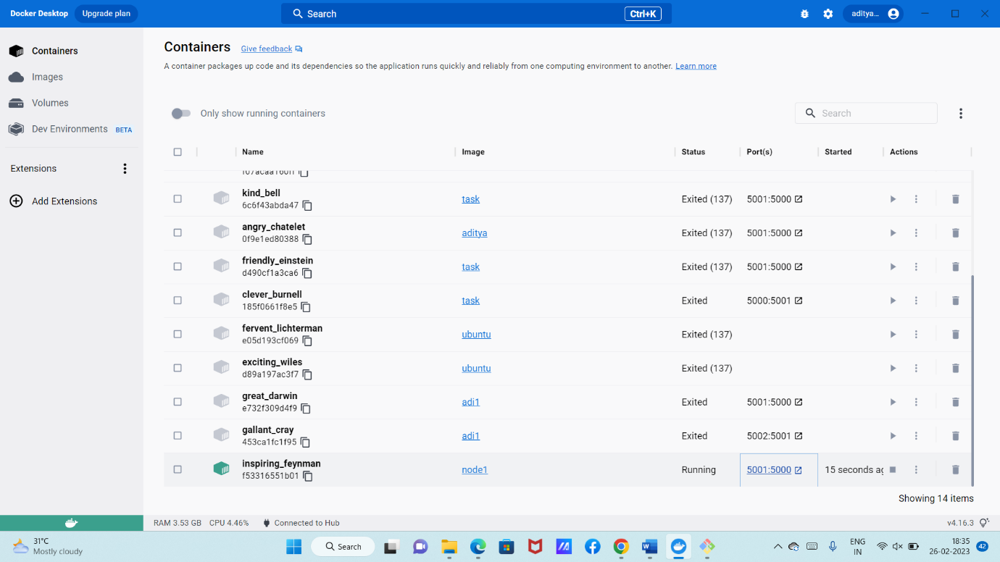 Docker Desktop Upgrade plan Search Ctrl+K aditya...
Containers
Images
Volumes
Dev Environments BETA
Extensions
Add Extensions
Containers Give feedback
A container packages up code and its dependencies so the application runs quickly and reliably from one computing environment to another. Learn more
Only show running containers Search
Name Image Status Port(s) Started Actions
kind_bell
6c6f43abda47 task Exited (137) 5001:5000
angry_chatelet
0f9e1ed80388 aditya Exited (137) 5001:5000
friendly_einstein
d490cf1a3ca6 task Exited (137) 5001:5000
clever_burnell
185f0661f8e5 task Exited 5000:5001
fervent_lichterman
e05d193cf069 ubuntu Exited (137)
exciting_wiles
d89a197ac3f7 ubuntu Exited (137)
great_darwin
e732f309d4f9 adi1 Exited 5001:5000
gallant_cray
453ca1fc1f95 adi1 Exited 5002:5001
inspiring_feynman
f53316551b01 node1 Running 5001:5000 15 seconds ag
Showing 14 items
RAM 3.53 GB CPU 4.46% Connected to Hub v4.16.3
31°C
Mostly cloudy
Search
ENG
IN
18:35
26-02-2023
42